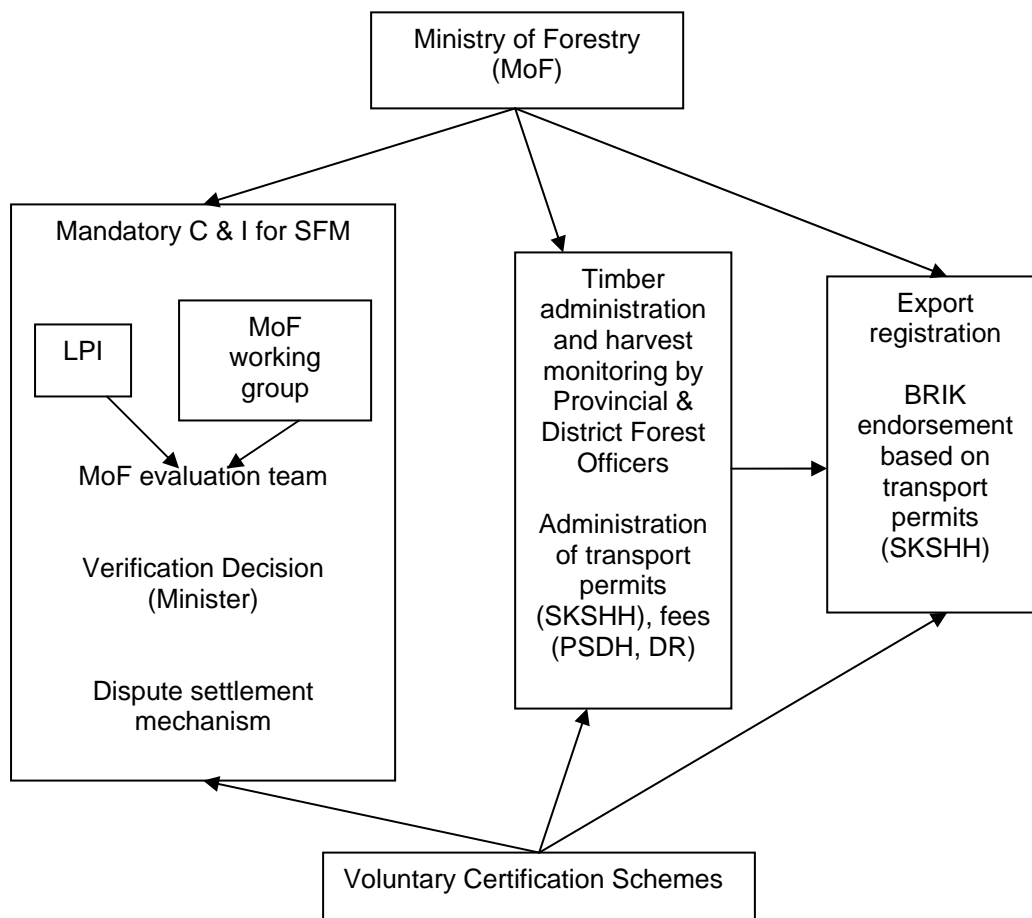 Ministry of Forestry
(MoF)
Mandatory C & I for SFM
LPI
MoF
working
group
MoF evaluation team
Verification Decision
(Minister)
Dispute settlement
mechanism
Timber
administration
and harvest
monitoring by
Provincial &
District Forest
Officers
Administration
of transport
permits
(SKSHH), fees
(PSDH, DR)
Export
registration
BRIK
endorsement
based on
transport
permits
(SKSHH)
Voluntary Certification Schemes